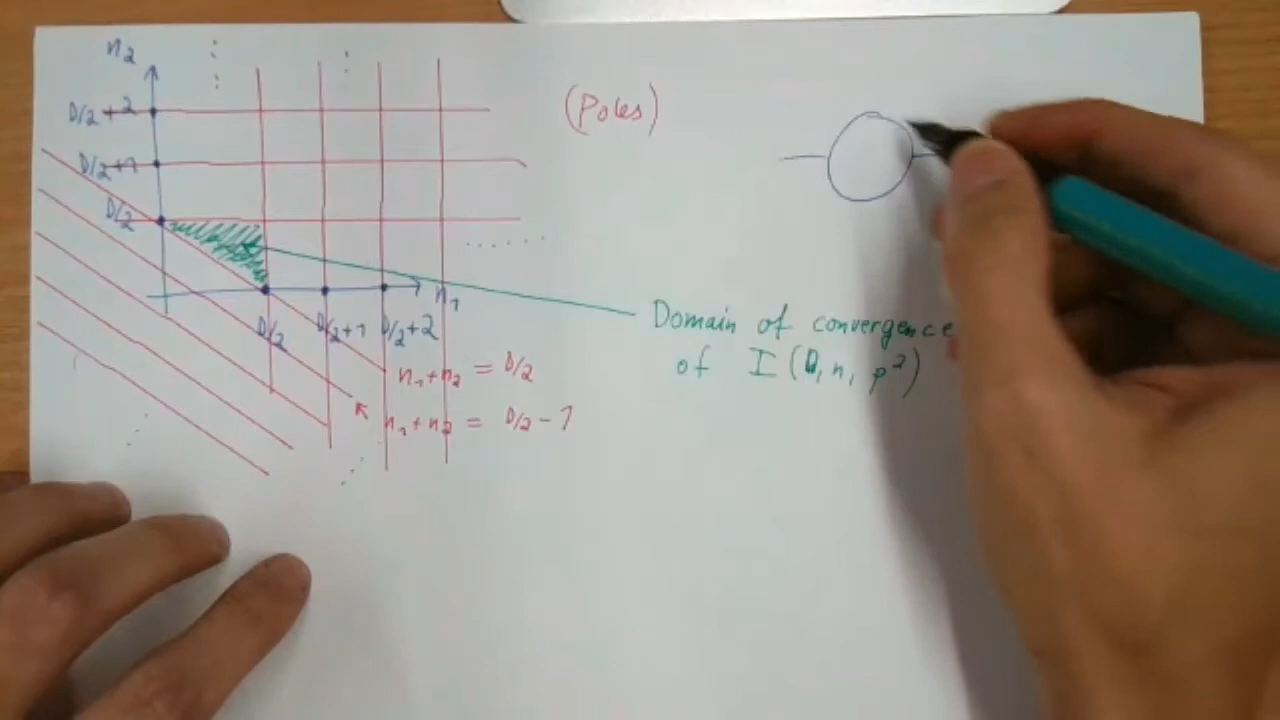 n₂
D/2+2
D/2+1
D/2
D/2
D/2+1
D/2+2
n₁
(Poles)
Domain of convergence
of I(D, n, p²)
n₁+n₂ = D/2
n₁+n₂ = D/2-1